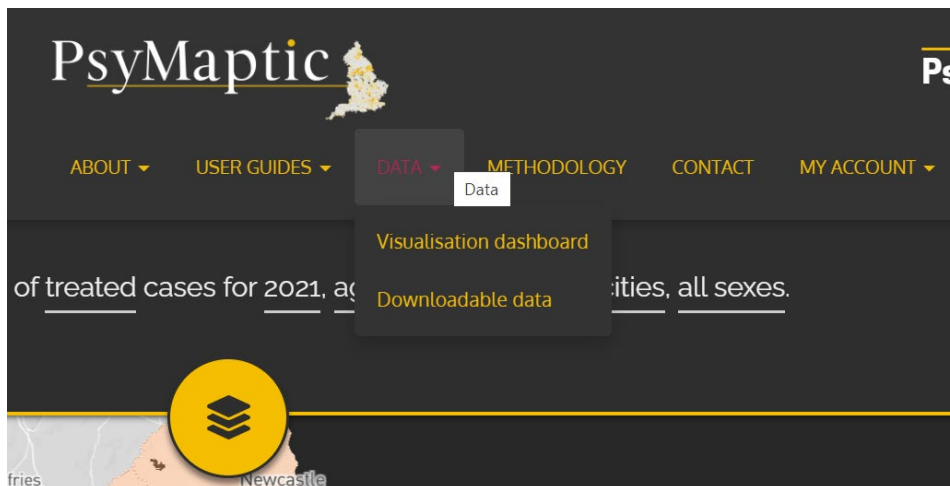 PsyMaptic
Ps
ABOUT USER GUIDES DATA METHODOLOGY CONTACT MY ACCOUNT
Data
Visualisation dashboard
Downloadable data
of treated cases for 2021, ag cities, all sexes.
fries
Newcastle